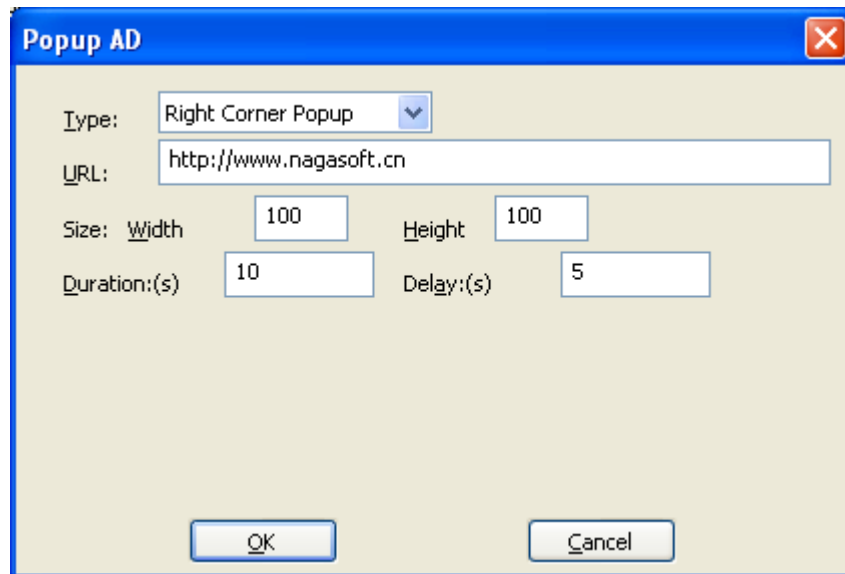 Popup AD
Type: Right Corner Popup
URL: http://www.nagasoft.cn
Size: Width 100 Height 100
Duration:(s) 10 Delay:(s) 5
OK Cancel